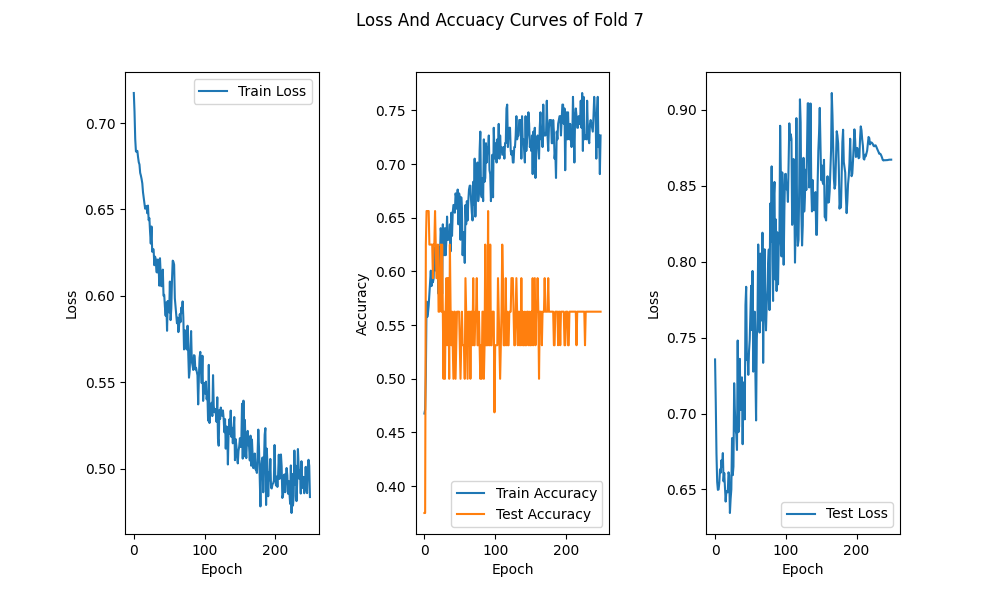 Loss And Accuacy Curves of Fold 7
Loss
0.70
0.65
0.60
0.55
0.50
0
100
200
Epoch
Train Loss
Accuracy
0.75
0.70
0.65
0.60
0.55
0.50
0.45
0.40
0
100
200
Epoch
Train Accuracy
Test Accuracy
Loss
0.90
0.85
0.80
0.75
0.70
0.65
0
100
200
Epoch
Test Loss